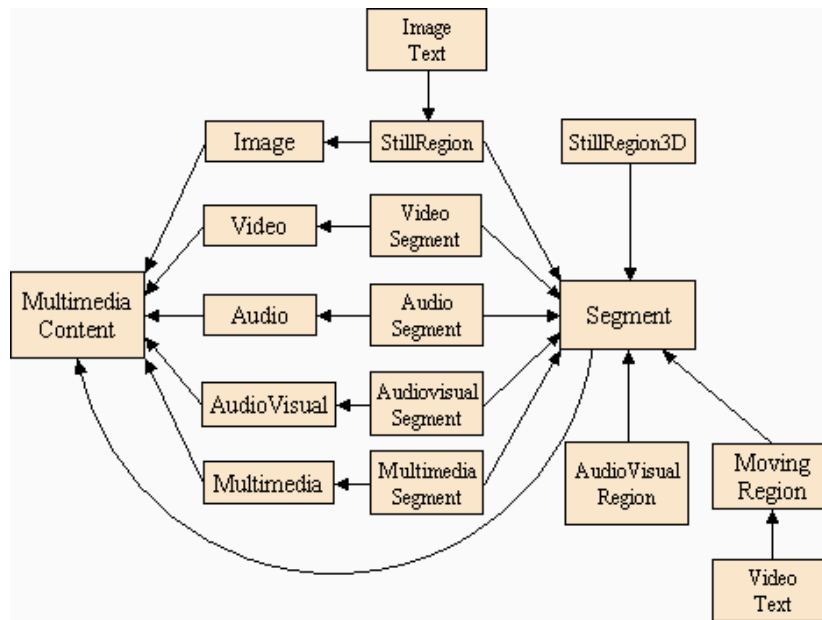 Image
Text
Image
StillRegion
StillRegion3D
Video
Video
Segment
Multimedia
Content
Audio
Audio
Segment
Segment
AudioVisual
Audiovisual
Segment
Multimedia
Multimedia
Segment
AudioVisual
Region
Moving
Region
Video
Text